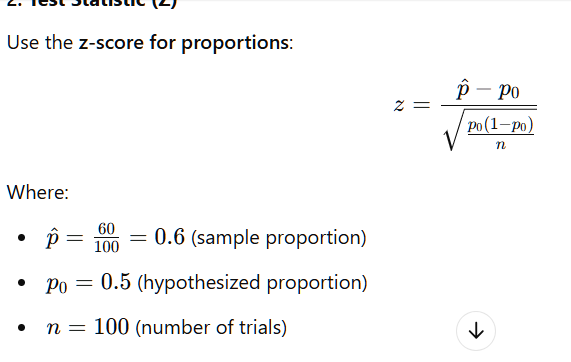 2. Test Statistic (Z)
Use the z-score for proportions:
z = \frac{\hat{p} - p_0}{\sqrt{\frac{p_0(1-p_0)}{n}}}
Where:
• \hat{p} = \frac{60}{100} = 0.6 (sample proportion)
• p_0 = 0.5 (hypothesized proportion)
• n = 100 (number of trials)